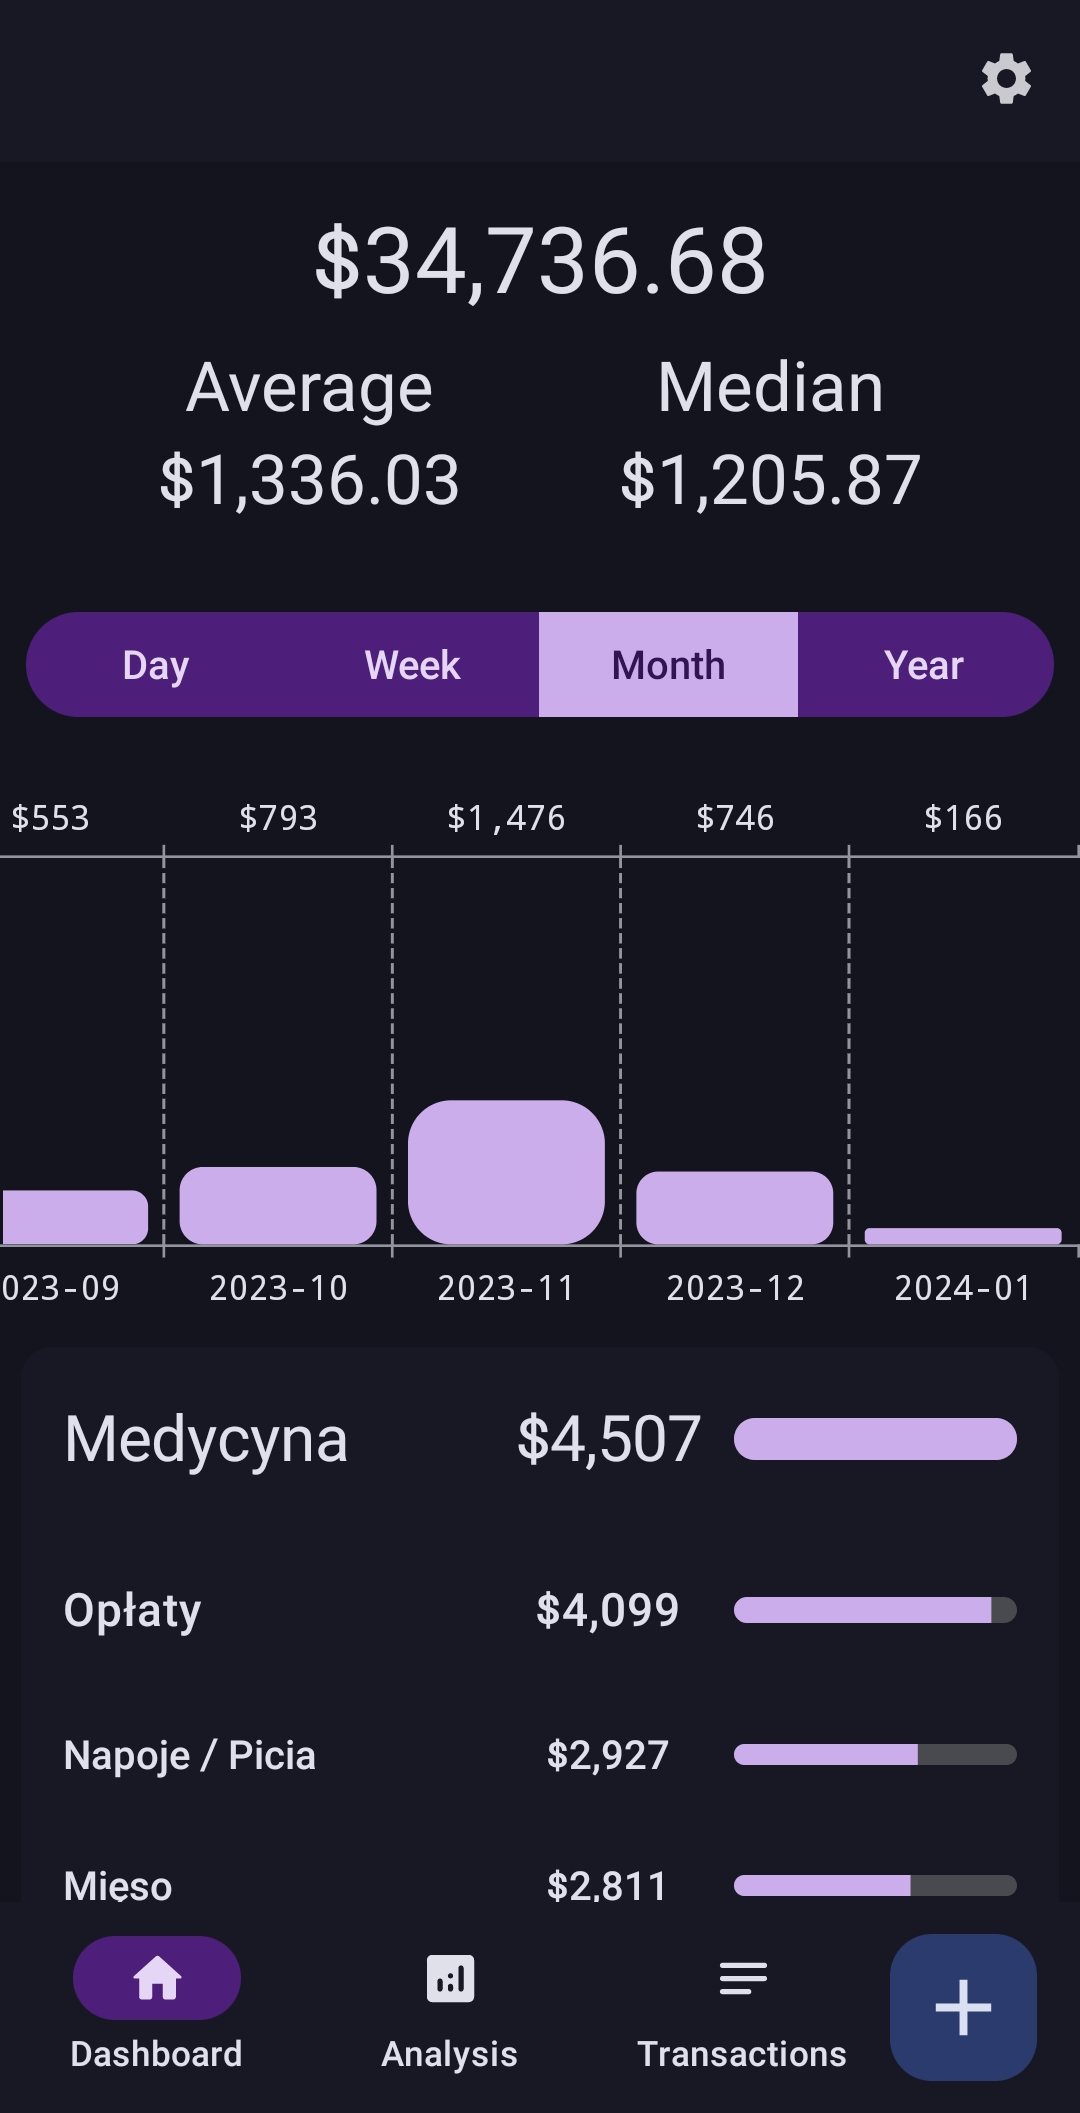 $34,736.68
Average Median
$1,336.03 $1,205.87
Day Week Month Year
$553 $793 $1,476 $746 $166
023-09 2023-10 2023-11 2023-12 2024-01
Medycyna $4,507
Opłaty $4,099
Napoje / Picia $2,927
Mięso $2,811
Dashboard Analysis Transactions